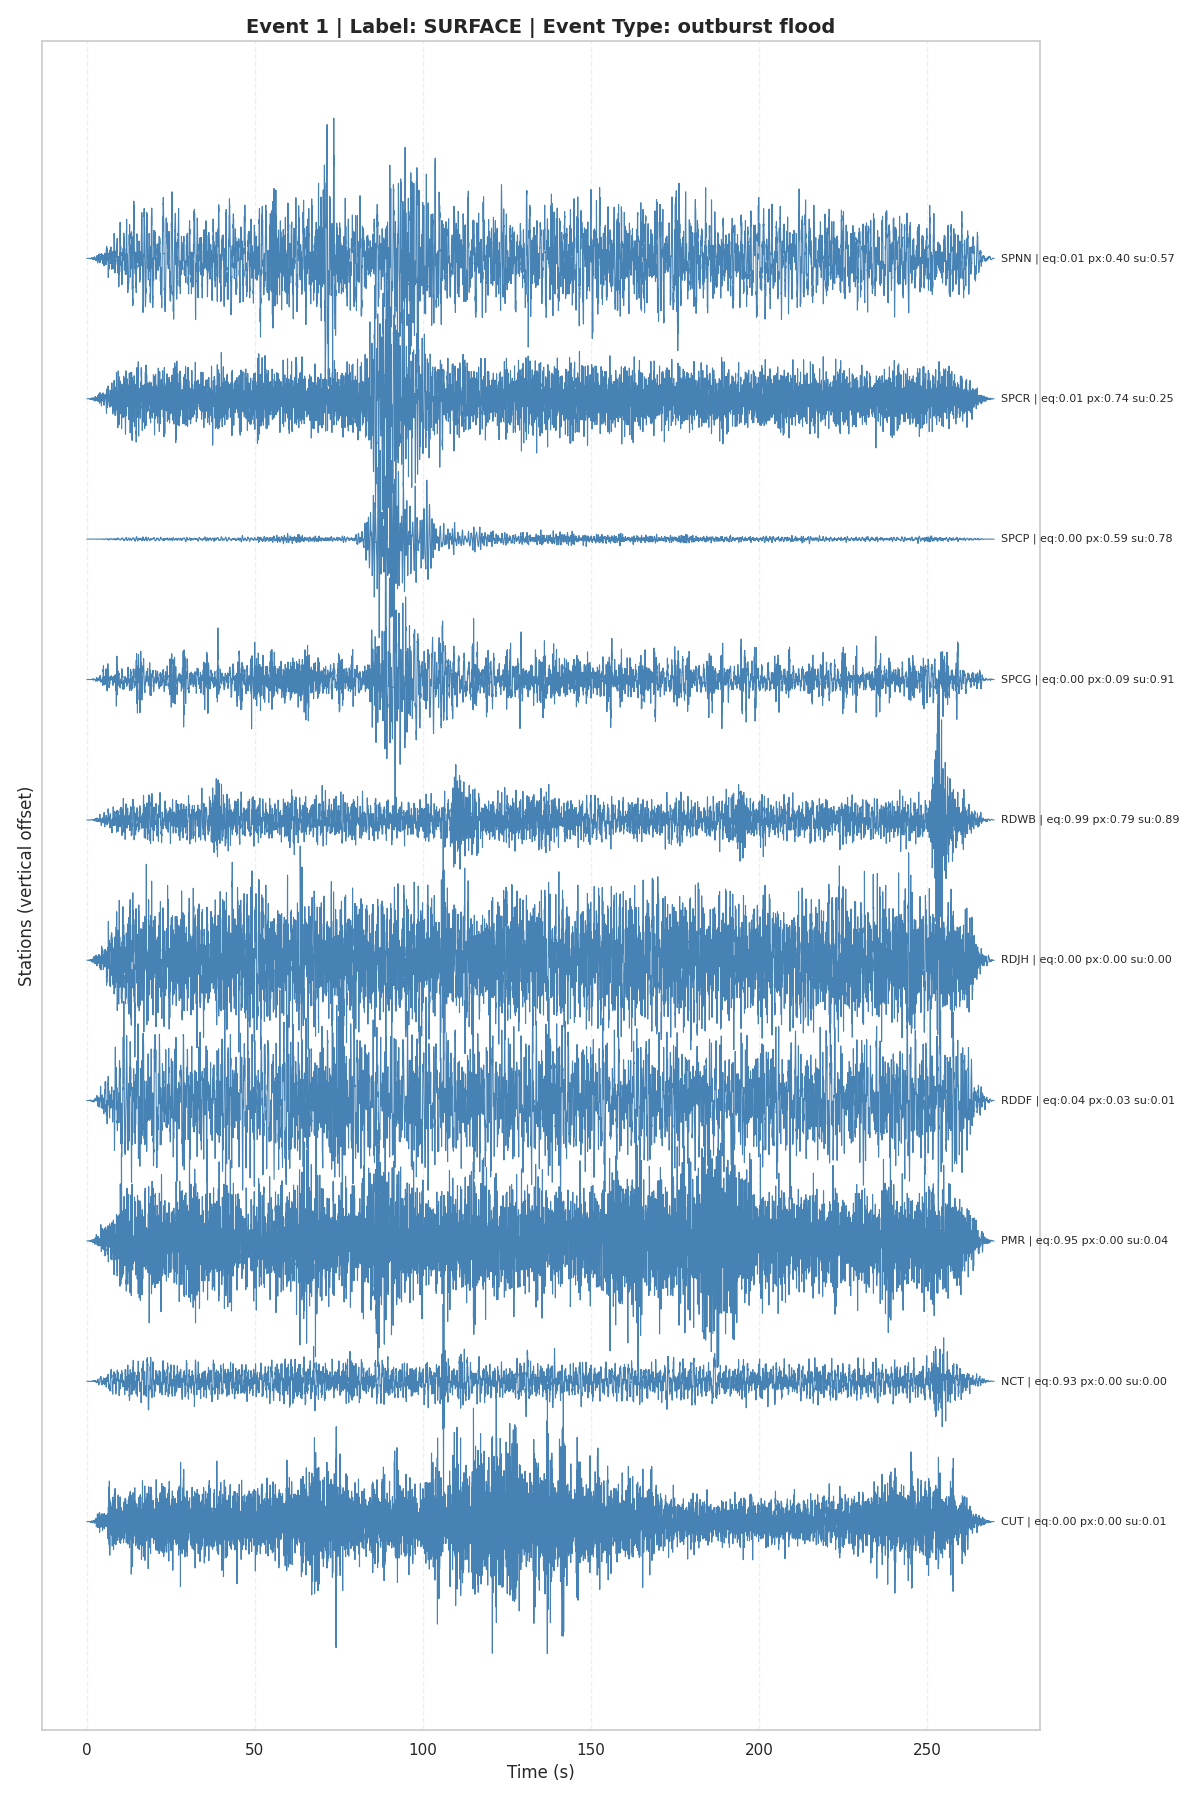 Event 1 | Label: SURFACE | Event Type: outburst flood
SPNN | eq:0.01 px:0.40 su:0.57
SPCR | eq:0.01 px:0.74 su:0.25
SPCP | eq:0.00 px:0.59 su:0.78
SPCG | eq:0.00 px:0.09 su:0.91
RDWB | eq:0.99 px:0.79 su:0.89
RDJH | eq:0.00 px:0.00 su:0.00
RDDF | eq:0.04 px:0.03 su:0.01
PMR | eq:0.95 px:0.00 su:0.04
NCT | eq:0.93 px:0.00 su:0.00
CUT | eq:0.00 px:0.00 su:0.01
Stations (vertical offset)
0 50 100 150 200 250
Time (s)